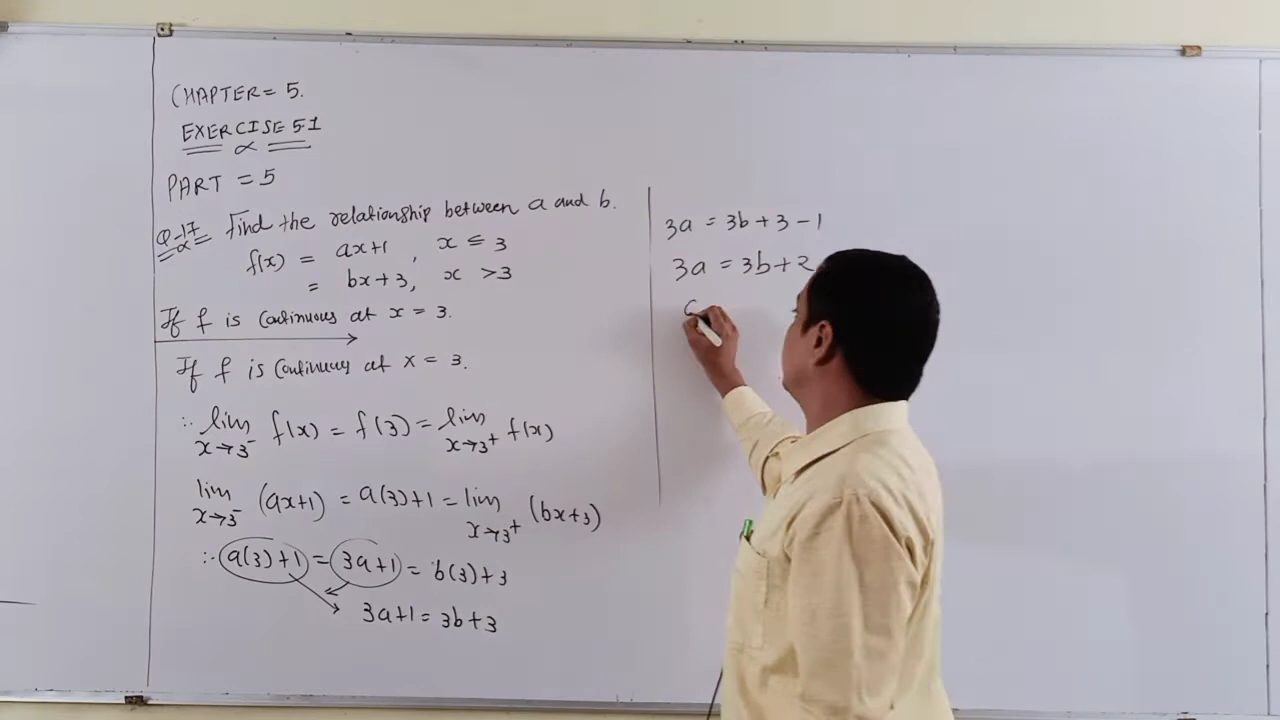 CHAPTER = 5.
EXERCISE 5.1
PART = 5
Q-17 Find the relationship between a and b.
f(x) = ax+1, x ≤ 3
= bx+3, x > 3
If f is continuous at x = 3.
If f is continuous at x = 3.
∴ lim x→3⁻ f(x) = f(3) = lim x→3⁺ f(x)
lim x→3⁻ (ax+1) = a(3)+1 = lim x→3⁺ (bx+3)
∴ a(3)+1 = 3a+1 = b(3)+3
3a+1 = 3b+3
3a = 3b+3-1
3a = 3b+2